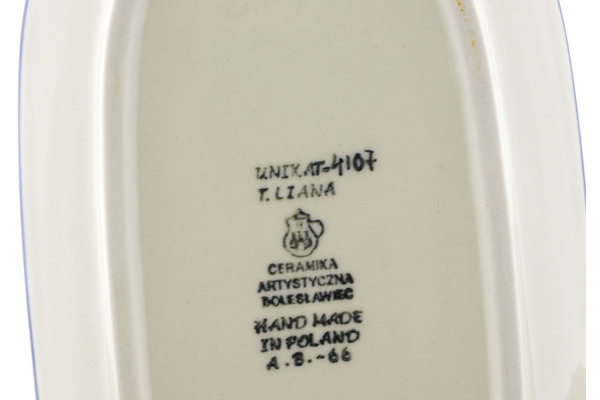 UNIKAT-4107
T. LIANA
CERAMIKA
ARTYSTYCZNA
BOLESŁAWIEC
HAND MADE
IN POLAND
A.B.-66